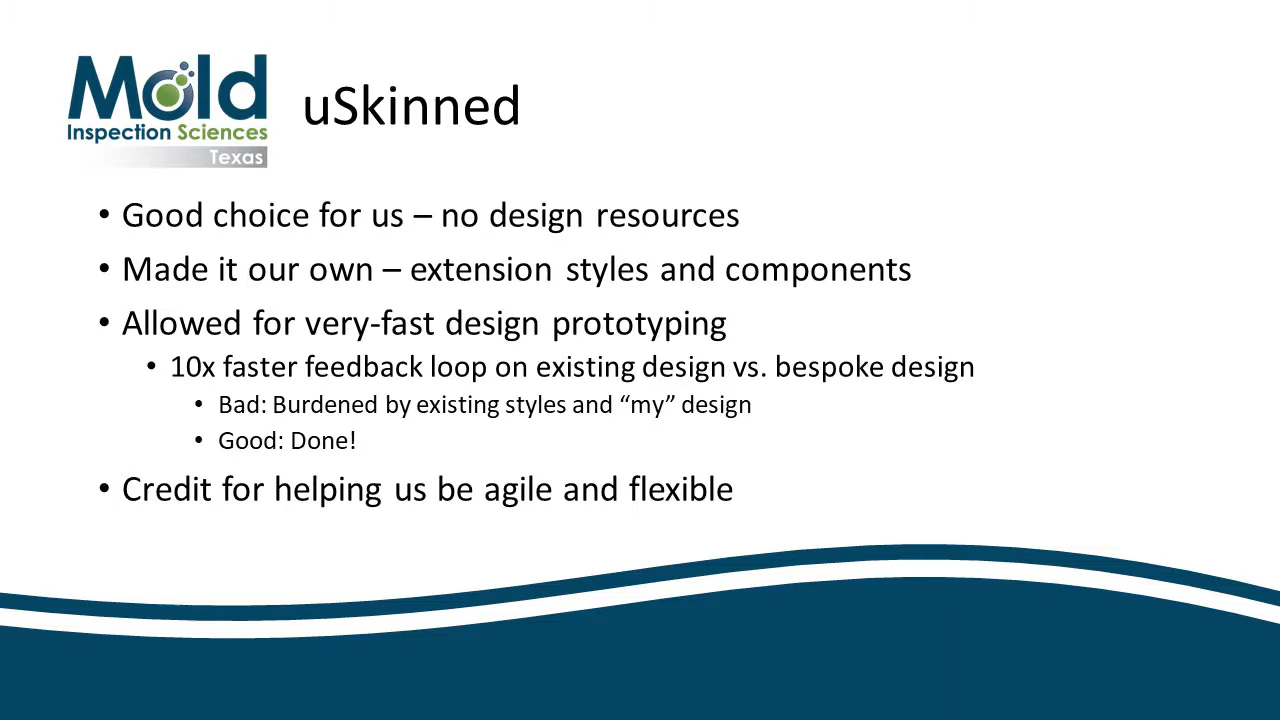 Mold
Inspection Sciences
Texas
uSkinned
• Good choice for us – no design resources
• Made it our own – extension styles and components
• Allowed for very-fast design prototyping
• 10x faster feedback loop on existing design vs. bespoke design
• Bad: Burdened by existing styles and “my” design
• Good: Done!
• Credit for helping us be agile and flexible